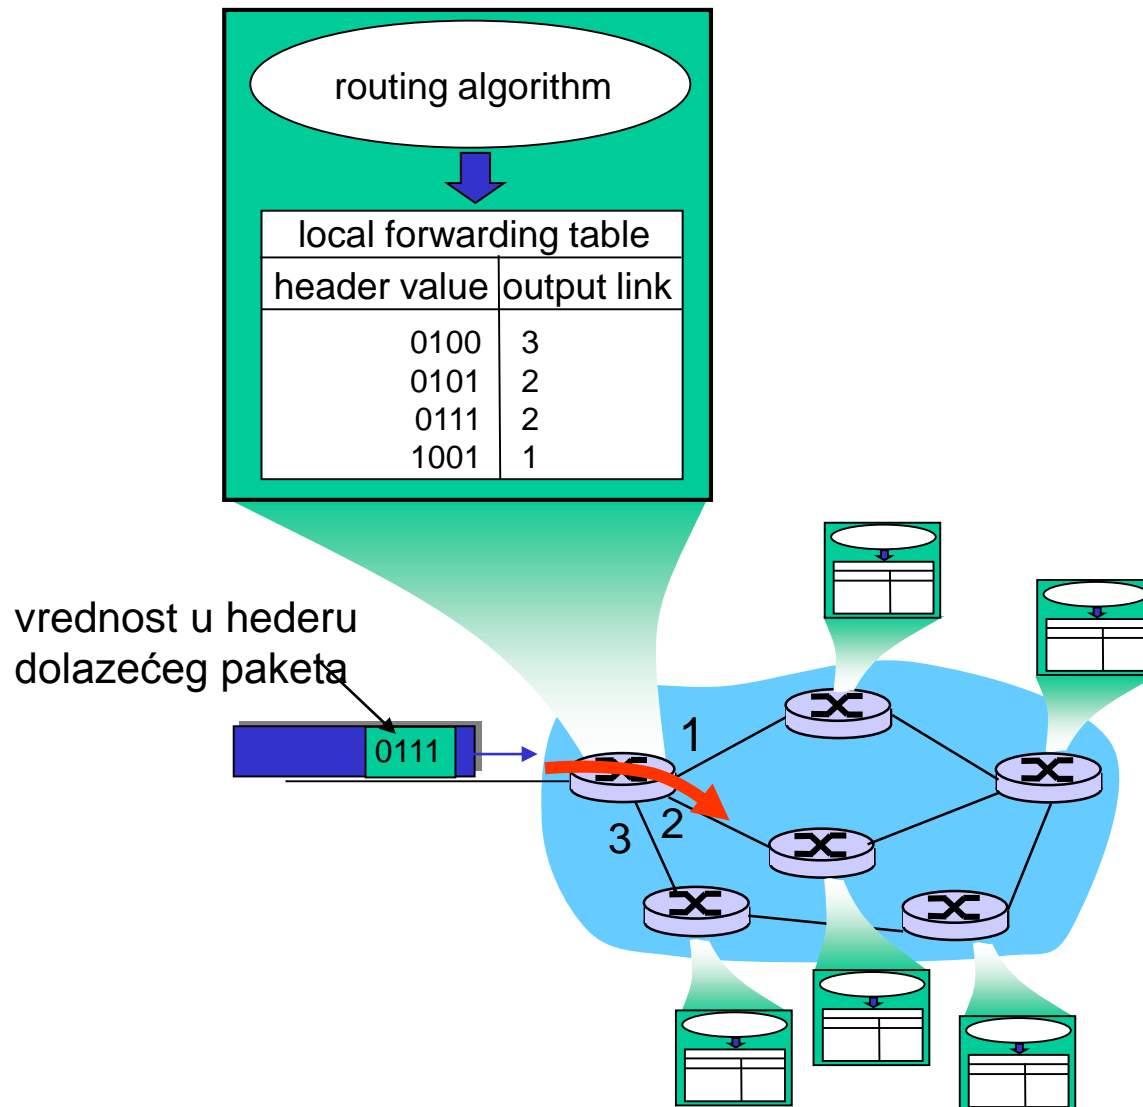 routing algorithm
local forwarding table
header value output link
0100 3
0101 2
0111 2
1001 1
vrednost u hederu
dolazećeg paketa
0111
1
2
3